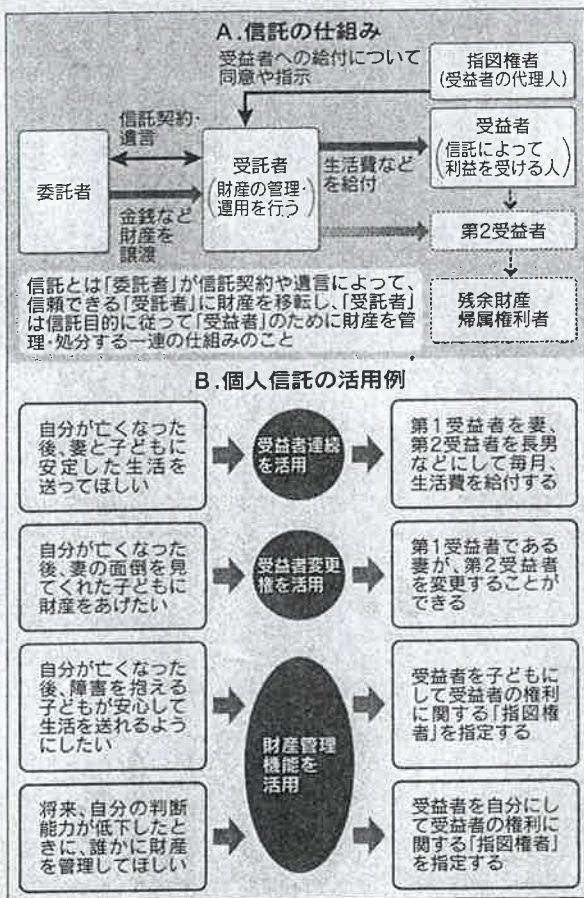 A.信託の仕組み
受益者への給付について
同意や指示
指図権者
(受益者の代理人)
信託契約・
遺言
委託者
金銭など
財産を
譲渡
受託者
(財産の管理・
運用を行う)
生活費など
を給付
受益者
(信託によって
利益を受ける人)
第2受益者
残余財産
帰属権利者
信託とは「委託者」が信託契約や遺言によって、
信頼できる「受託者」に財産を移転し、「受託者」
は信託目的に従って「受益者」のために財産を管
理・処分する一連の仕組みのこと
B.個人信託の活用例
自分が亡くなった
後、妻と子どもに
安定した生活を
送ってほしい
受益者連続
を活用
第1受益者を妻、
第2受益者を長男
などにして毎月、
生活費を給付する
自分が亡くなった
後、妻の面倒を見
てくれた子どもに
財産をあげたい
受益者変更
権を活用
第1受益者である
妻が、第2受益者
を変更することが
できる
自分が亡くなった
後、障害を抱える
子どもが安心して
生活を送れるよう
にしたい
財産管理
機能を
活用
受益者を子どもに
して受益者の権利
に関する「指図権
者」を指定する
将来、自分の判断
能力が低下したと
きに、誰かに財産
を管理してほしい
受益者を自分にし
て受益者の権利に
関する「指図権者」
を指定する